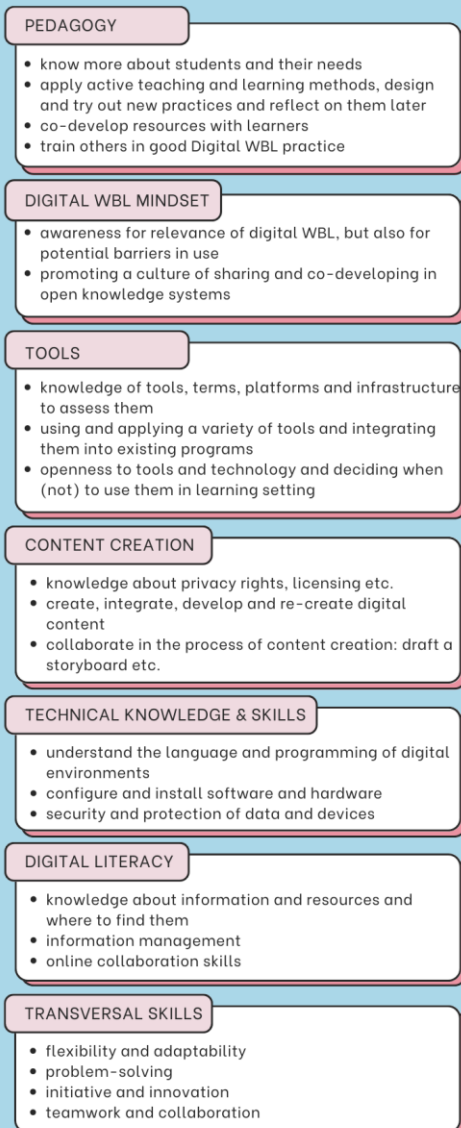 PEDAGOGY
• know more about students and their needs
• apply active teaching and learning methods, design
and try out new practices and reflect on them later
• co-develop resources with learners
• train others in good Digital WBL practice
DIGITAL WBL MINDSET
• awareness for relevance of digital WBL, but also for
potential barriers in use
• promoting a culture of sharing and co-developing in
open knowledge systems
TOOLS
• knowledge of tools, terms, platforms and infrastructure
to assess them
• using and applying a variety of tools and integrating
them into existing programs
• openness to tools and technology and deciding when
(not) to use them in learning setting
CONTENT CREATION
• knowledge about privacy rights, licensing etc.
• create, integrate, develop and re-create digital
content
• collaborate in the process of content creation: draft a
storyboard etc.
TECHNICAL KNOWLEDGE & SKILLS
• understand the language and programming of digital
environments
• configure and install software and hardware
• security and protection of data and devices
DIGITAL LITERACY
• knowledge about information and resources and
where to find them
• information management
• online collaboration skills
TRANSVERSAL SKILLS
• flexibility and adaptability
• problem-solving
• initiative and innovation
• teamwork and collaboration